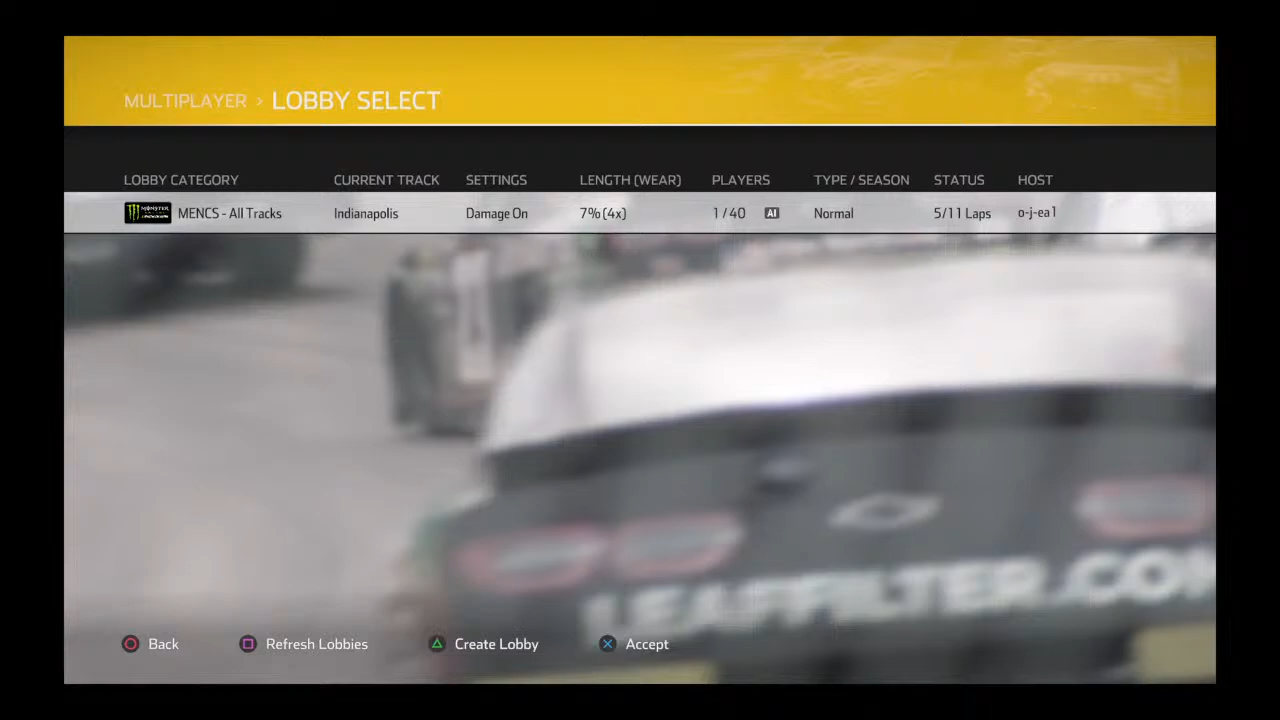 MULTIPLAYER > LOBBY SELECT
LOBBY CATEGORY CURRENT TRACK SETTINGS LENGTH (WEAR) PLAYERS TYPE / SEASON STATUS HOST
MONSTER MENCS - All Tracks Indianapolis Damage On 7% (4x) 1 / 40 AI Normal 5/11 Laps o-j-ea1
LEAFFILTER.COM
Back Refresh Lobbies Create Lobby Accept